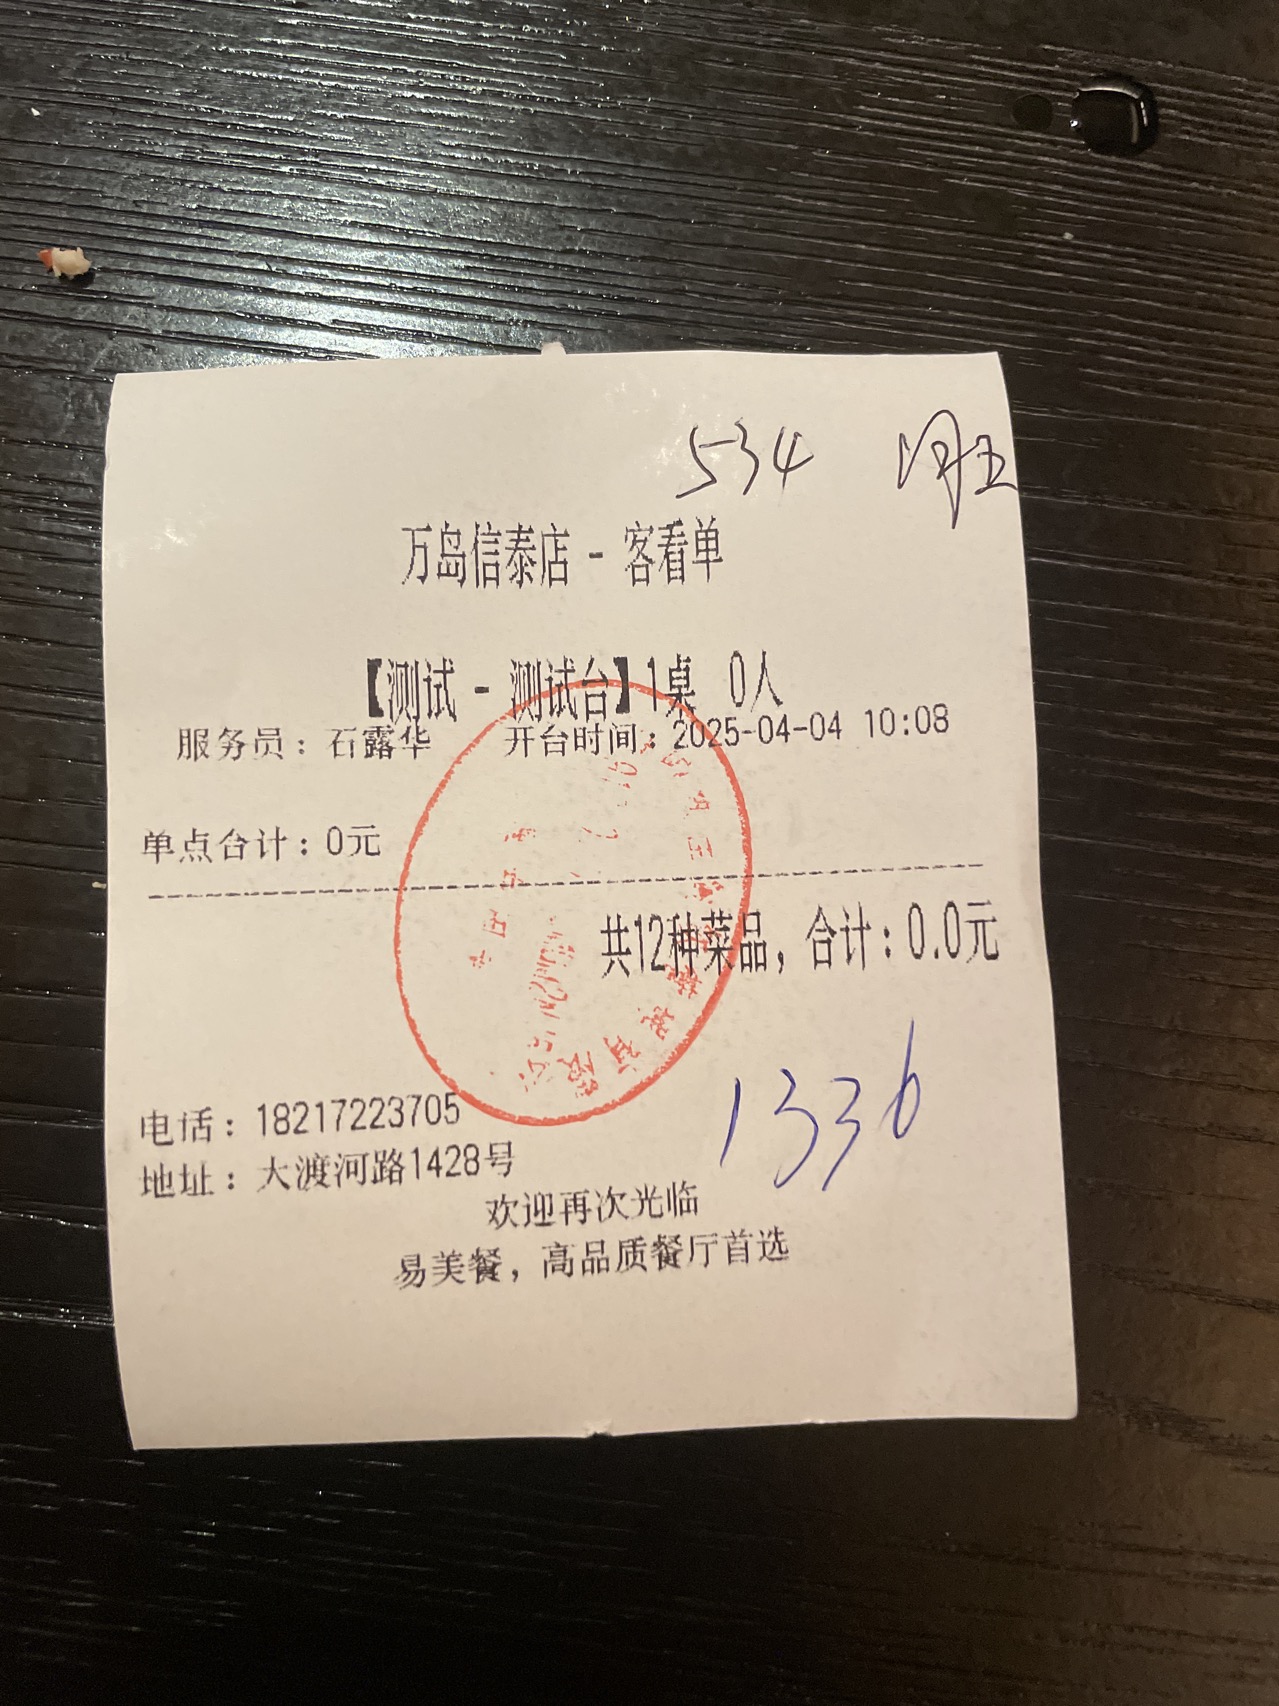 534
万岛信泰店 - 客看单
【测试 - 测试台】1桌 0人
服务员：石露华 开台时间：2025-04-04 10:08
单点合计：0元
共12种菜品，合计：0.0元
1336
电话：18217223705
地址：大渡河路1428号
欢迎再次光临
易美餐，高品质餐厅首选